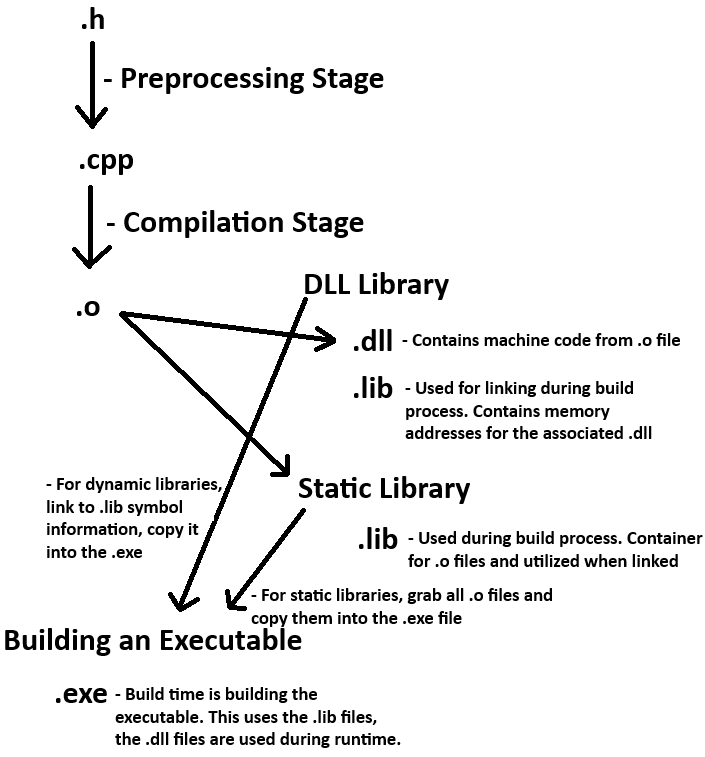 .h
- Preprocessing Stage
.cpp
- Compilation Stage
.o
DLL Library
.dll - Contains machine code from .o file
.lib - Used for linking during build
process. Contains memory
addresses for the associated .dll
- For dynamic libraries,
link to .lib symbol
information, copy it
into the .exe
Static Library
.lib - Used during build process. Container
for .o files and utilized when linked
- For static libraries, grab all .o files and
copy them into the .exe file
Building an Executable
.exe - Build time is building the
executable. This uses the .lib files,
the .dll files are used during runtime.